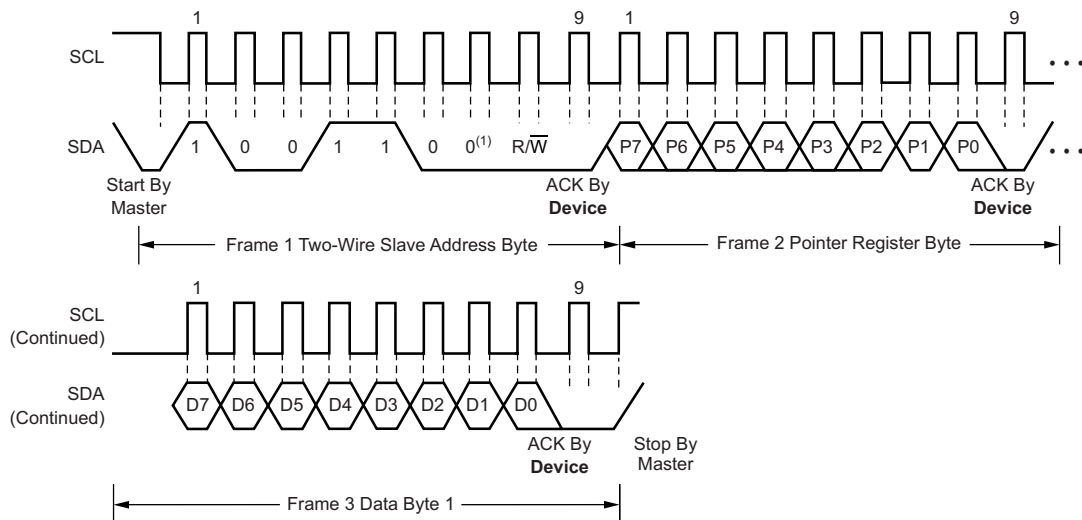 1 9 1 9
SCL
SDA 1 0 0 1 1 0 0(1) R/W̅ P7 P6 P5 P4 P3 P2 P1 P0
Start By
Master
ACK By
Device
ACK By
Device
Frame 1 Two-Wire Slave Address Byte
Frame 2 Pointer Register Byte
1 9
SCL
(Continued)
SDA
(Continued)
D7 D6 D5 D4 D3 D2 D1 D0
ACK By
Device
Stop By
Master
Frame 3 Data Byte 1